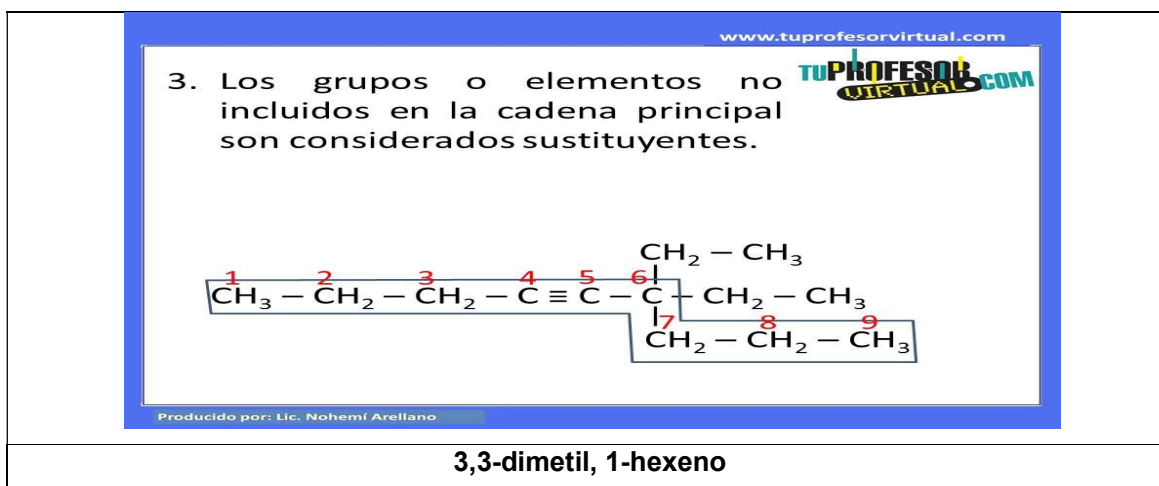 www.tuprofesorvirtual.com
TUPROFESOR
VIRTUAL.COM
3. Los grupos o elementos no
incluidos en la cadena principal
son considerados sustituyentes.
CH₂ – CH₃
1 2 3 4 5 6
CH₃ – CH₂ – CH₂ – C ≡ C – C – CH₂ – CH₃
7 8 9
CH₂ – CH₂ – CH₃
Producido por: Lic. Nohemí Arellano
3,3-dimetil, 1-hexeno